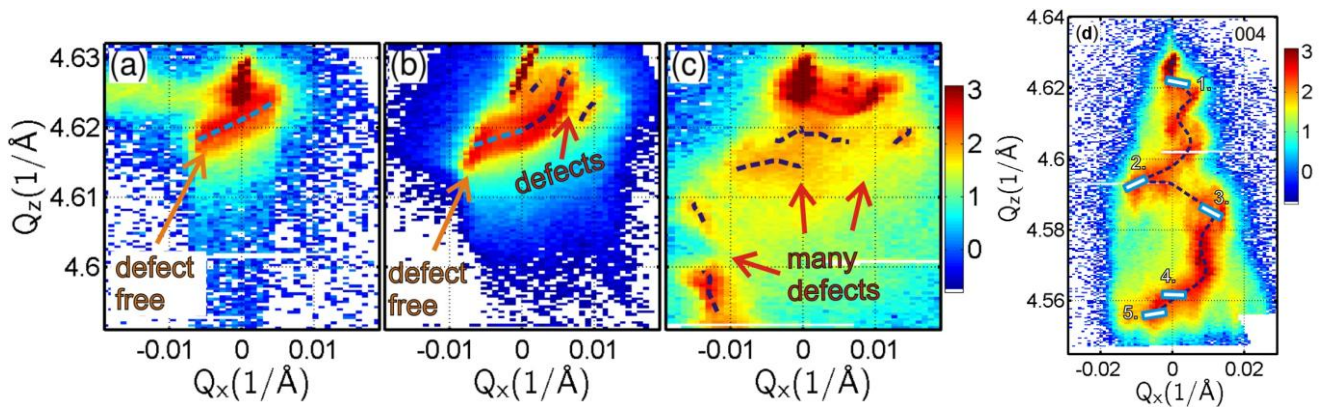 (a)
(b)
(c)
(d)
004
4.63
4.62
4.61
4.6
Qz(1/Å)
defect
free
defects
defect
free
many
defects
-0.01 0 0.01
-0.01 0 0.01
-0.01 0 0.01
Qx(1/Å)
Qx(1/Å)
Qx(1/Å)
3
2
1
0
4.64
4.62
4.6
4.58
4.56
Qz(1/Å)
1.
2.
3.
4.
5.
-0.02 0 0.02
Qx(1/Å)
3
2
1
0